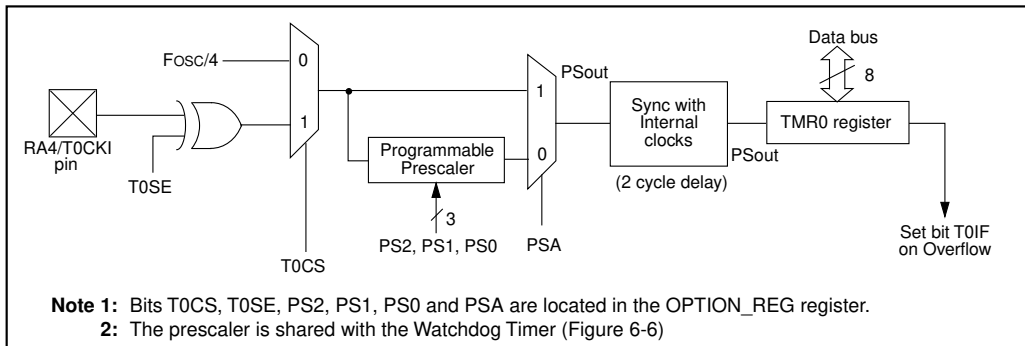 Data bus
8
FOSC/4
0
1
RA4/T0CKI
pin
T0SE
T0CS
Programmable
Prescaler
3
PS2, PS1, PS0
1
0
PSA
PSout
Sync with
Internal
clocks
(2 cycle delay)
PSout
TMR0 register
Set bit T0IF
on Overflow
Note 1: Bits T0CS, T0SE, PS2, PS1, PS0 and PSA are located in the OPTION_REG register.
2: The prescaler is shared with the Watchdog Timer (Figure 6-6)